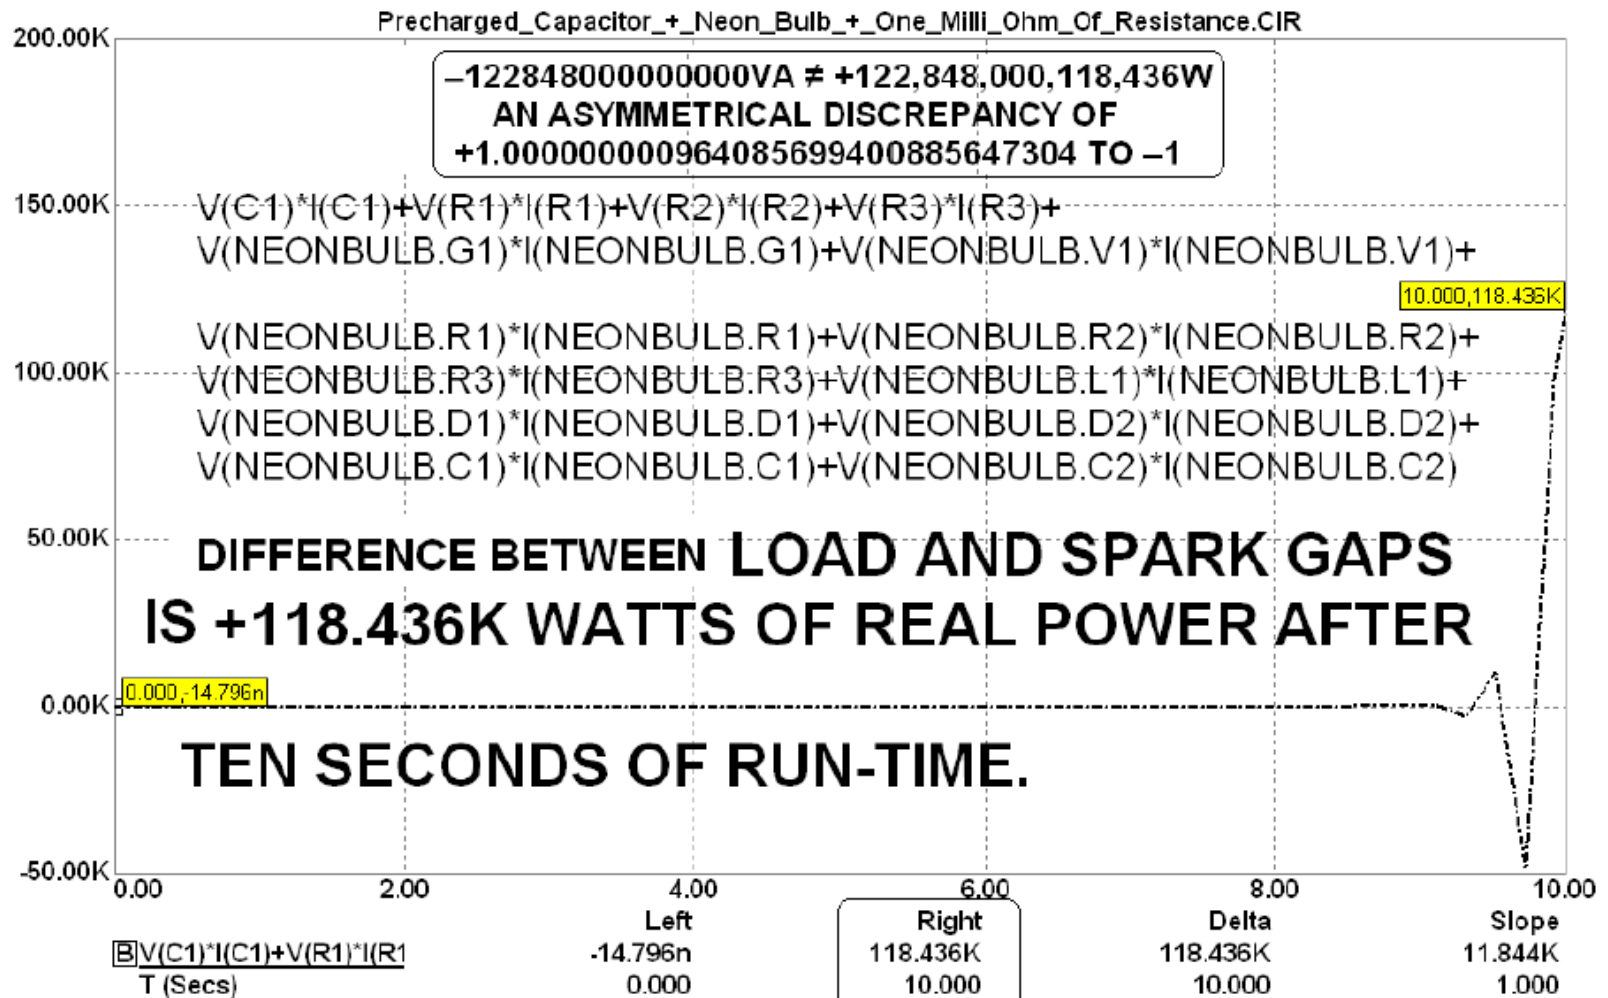 Precharged_Capacitor_+_Neon_Bulb_+_One_Milli_Ohm_Of_Resistance.CIR
200.00K
–122848000000000VA ≠ +122,848,000,118,436W
AN ASYMMETRICAL DISCREPANCY OF
+1.00000000096408569940088564​7304 TO –1
150.00K
V(C1)*I(C1)+V(R1)*I(R1)+V(R2)*I(R2)+V(R3)*I(R3)+
V(NEONBULB.G1)*I(NEONBULB.G1)+V(NEONBULB.V1)*I(NEONBULB.V1)+
10.000,118.436K
V(NEONBULB.R1)*I(NEONBULB.R1)+V(NEONBULB.R2)*I(NEONBULB.R2)+
100.00K
V(NEONBULB.R3)*I(NEONBULB.R3)+V(NEONBULB.L1)*I(NEONBULB.L1)+
V(NEONBULB.D1)*I(NEONBULB.D1)+V(NEONBULB.D2)*I(NEONBULB.D2)+
V(NEONBULB.C1)*I(NEONBULB.C1)+V(NEONBULB.C2)*I(NEONBULB.C2)
50.00K
DIFFERENCE BETWEEN LOAD AND SPARK GAPS
IS +118.436K WATTS OF REAL POWER AFTER
0.000,-14.796n
0.00K
TEN SECONDS OF RUN-TIME.
-50.00K
0.00 2.00 4.00 6.00 8.00 10.00
Left Right Delta Slope
B V(C1)*I(C1)+V(R1)*I(R1 -14.796n 118.436K 118.436K 11.844K
T (Secs) 0.000 10.000 10.000 1.000